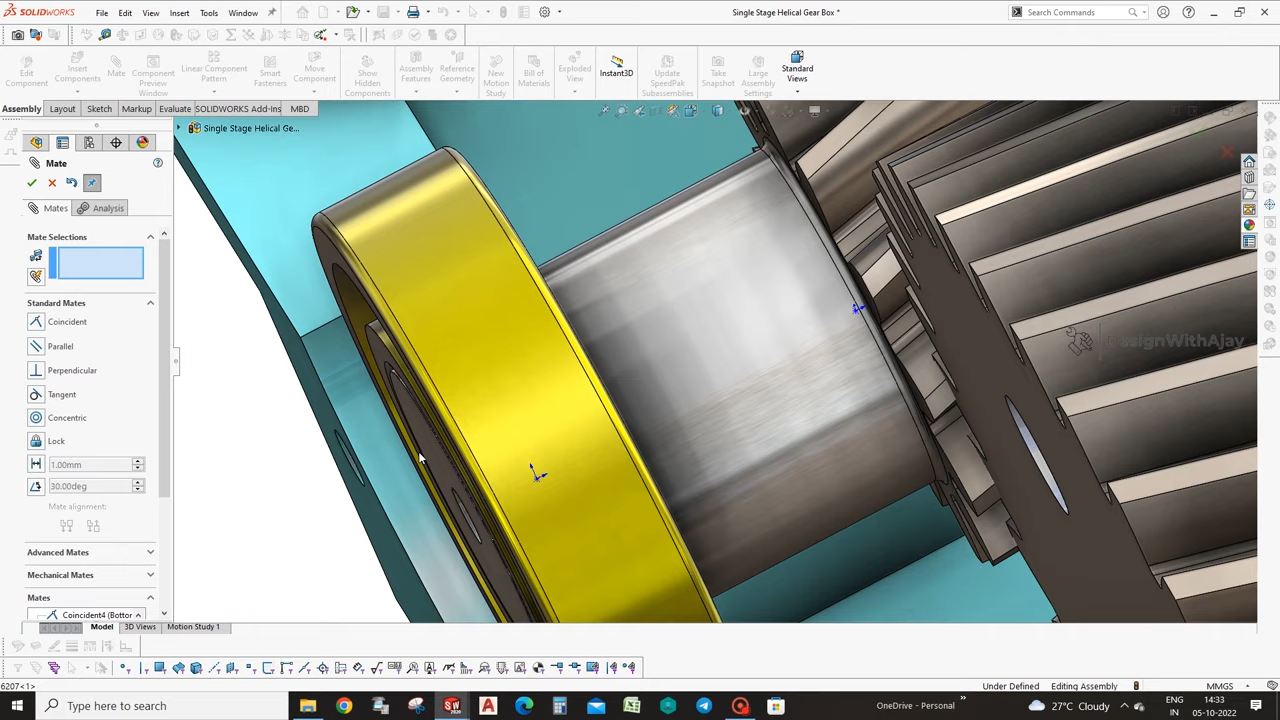 SOLIDWORKS File Edit View Insert Tools Window Single Stage Helical Gear Box * Search Commands
Edit Component
Insert Components
Mate
Component Preview Window
Linear Component Pattern
Smart Fasteners
Move Component
Show Hidden Components
Assembly Features
Reference Geometry
New Motion Study
Bill of Materials
Exploded View
Instant3D
Update SpeedPak Subassemblies
Take Snapshot
Large Assembly Settings
Standard Views
Assembly Layout Sketch Markup Evaluate SOLIDWORKS Add-Ins MBD
Single Stage Helical Ge...
Mate
Mates Analysis
Mate Selections
Standard Mates
Coincident
Parallel
Perpendicular
Tangent
Concentric
Lock
1.00mm
30.00deg
Mate alignment:
Advanced Mates
Mechanical Mates
Mates
Coincident4 (Bottor
DesignWithAjay
Model 3D Views Motion Study 1
6207<1> Under Defined Editing Assembly MMGS
Type here to search
OneDrive - Personal
27°C Cloudy
ENG
IN
14:33
05-10-2022